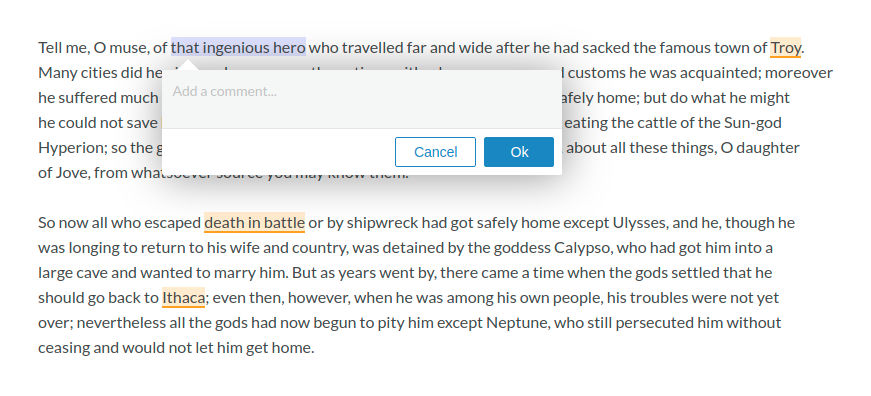 Tell me, O muse, of that ingenious hero who travelled far and wide after he had sacked the famous town of Troy.
Many cities did he customs he was acquainted; moreover
Add a comment...
he suffered much safely home; but do what he might
he could not save eating the cattle of the Sun-god
Cancel Ok
Hyperion; so the about all these things, O daughter
of Jove, from whatsoever source you may know them.
So now all who escaped death in battle or by shipwreck had got safely home except Ulysses, and he, though he
was longing to return to his wife and country, was detained by the goddess Calypso, who had got him into a
large cave and wanted to marry him. But as years went by, there came a time when the gods settled that he
should go back to Ithaca; even then, however, when he was among his own people, his troubles were not yet
over; nevertheless all the gods had now begun to pity him except Neptune, who still persecuted him without
ceasing and would not let him get home.